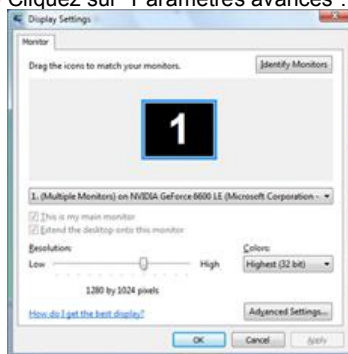 Cliquez sur "Paramètres avancés".
Display Settings
Monitor
Drag the icons to match your monitors.
Identify Monitors
1
1. (Multiple Monitors) on NVIDIA GeForce 6600 LE (Microsoft Corporation -
This is my main monitor
Extend the desktop onto this monitor
Resolution:
Colors:
Low
High
Highest (32 bit)
1280 by 1024 pixels
How do I get the best display?
Advanced Settings...
OK
Cancel
Apply